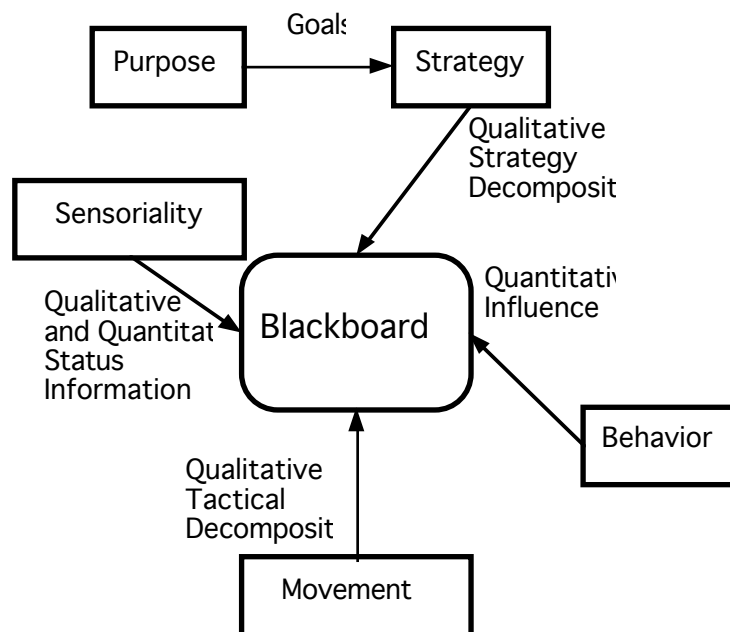 Goals
Purpose
Strategy
Qualitative
Strategy
Decomposit
Sensoriality
Quantitativ
Influence
Blackboard
Qualitative
and Quantitat
Status
Information
Behavior
Qualitative
Tactical
Decomposit
Movement